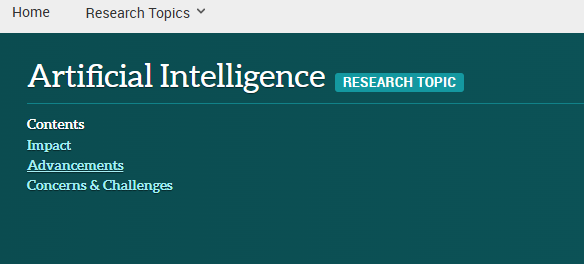 Home Research Topics
Artificial Intelligence RESEARCH TOPIC
Contents
Impact
Advancements
Concerns & Challenges